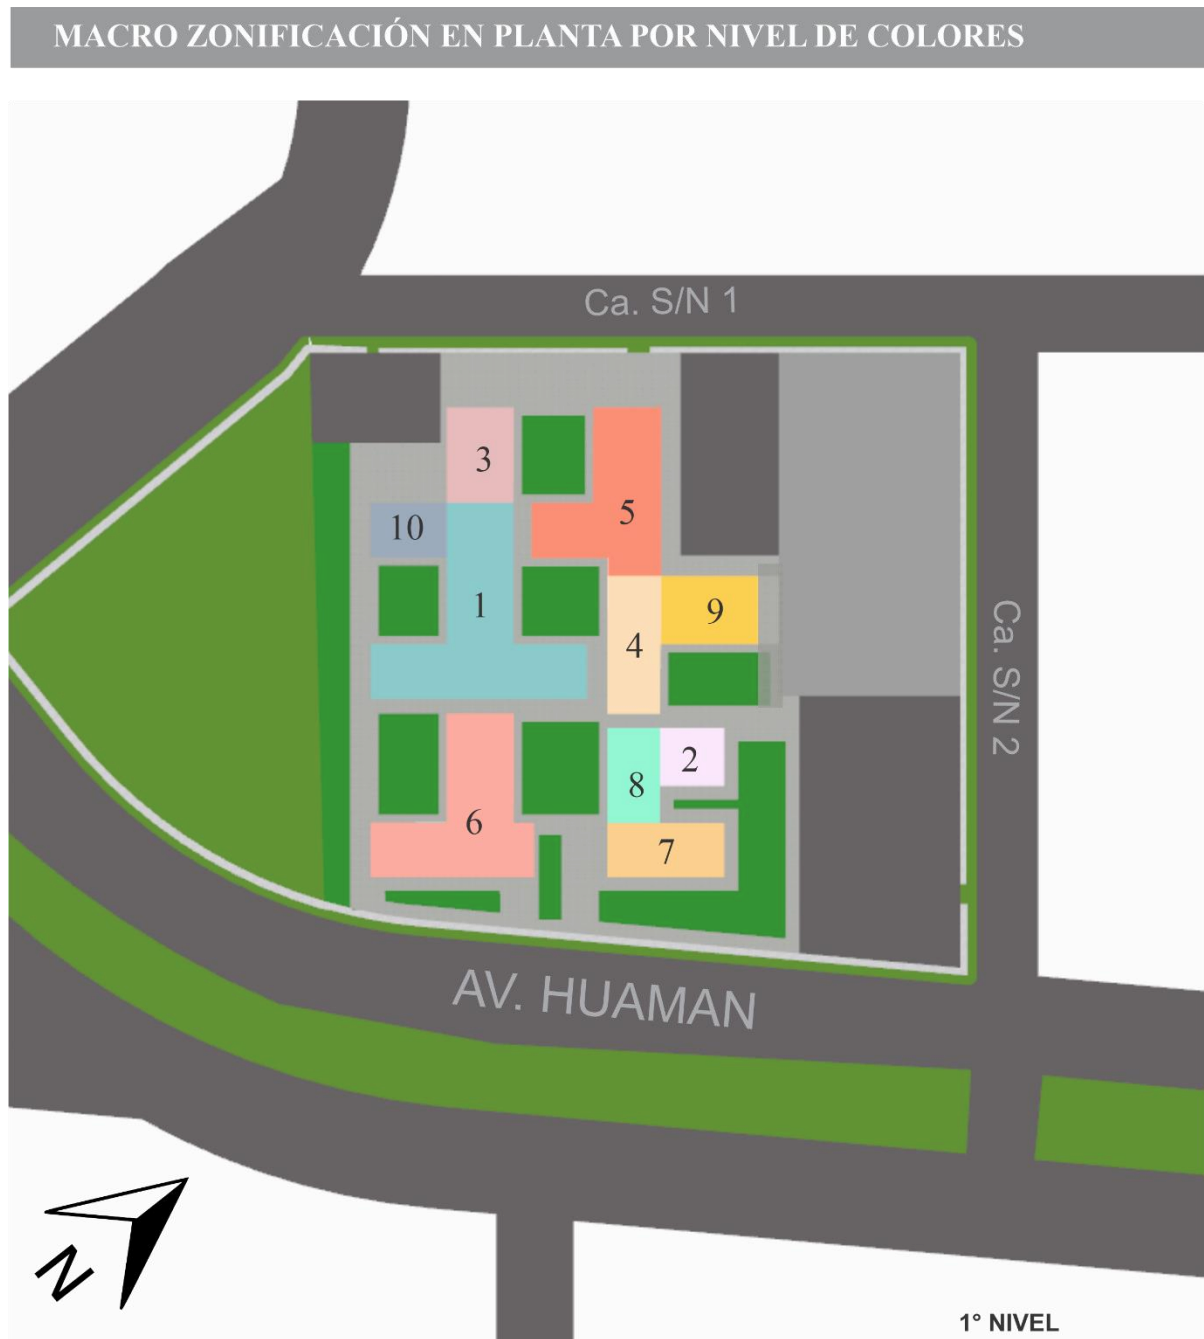 MACRO ZONIFICACIÓN EN PLANTA POR NIVEL DE COLORES
Ca. S/N 1
3
5
10
1
9
4
Ca. S/N 2
2
8
6
7
AV. HUAMAN
N
1° NIVEL